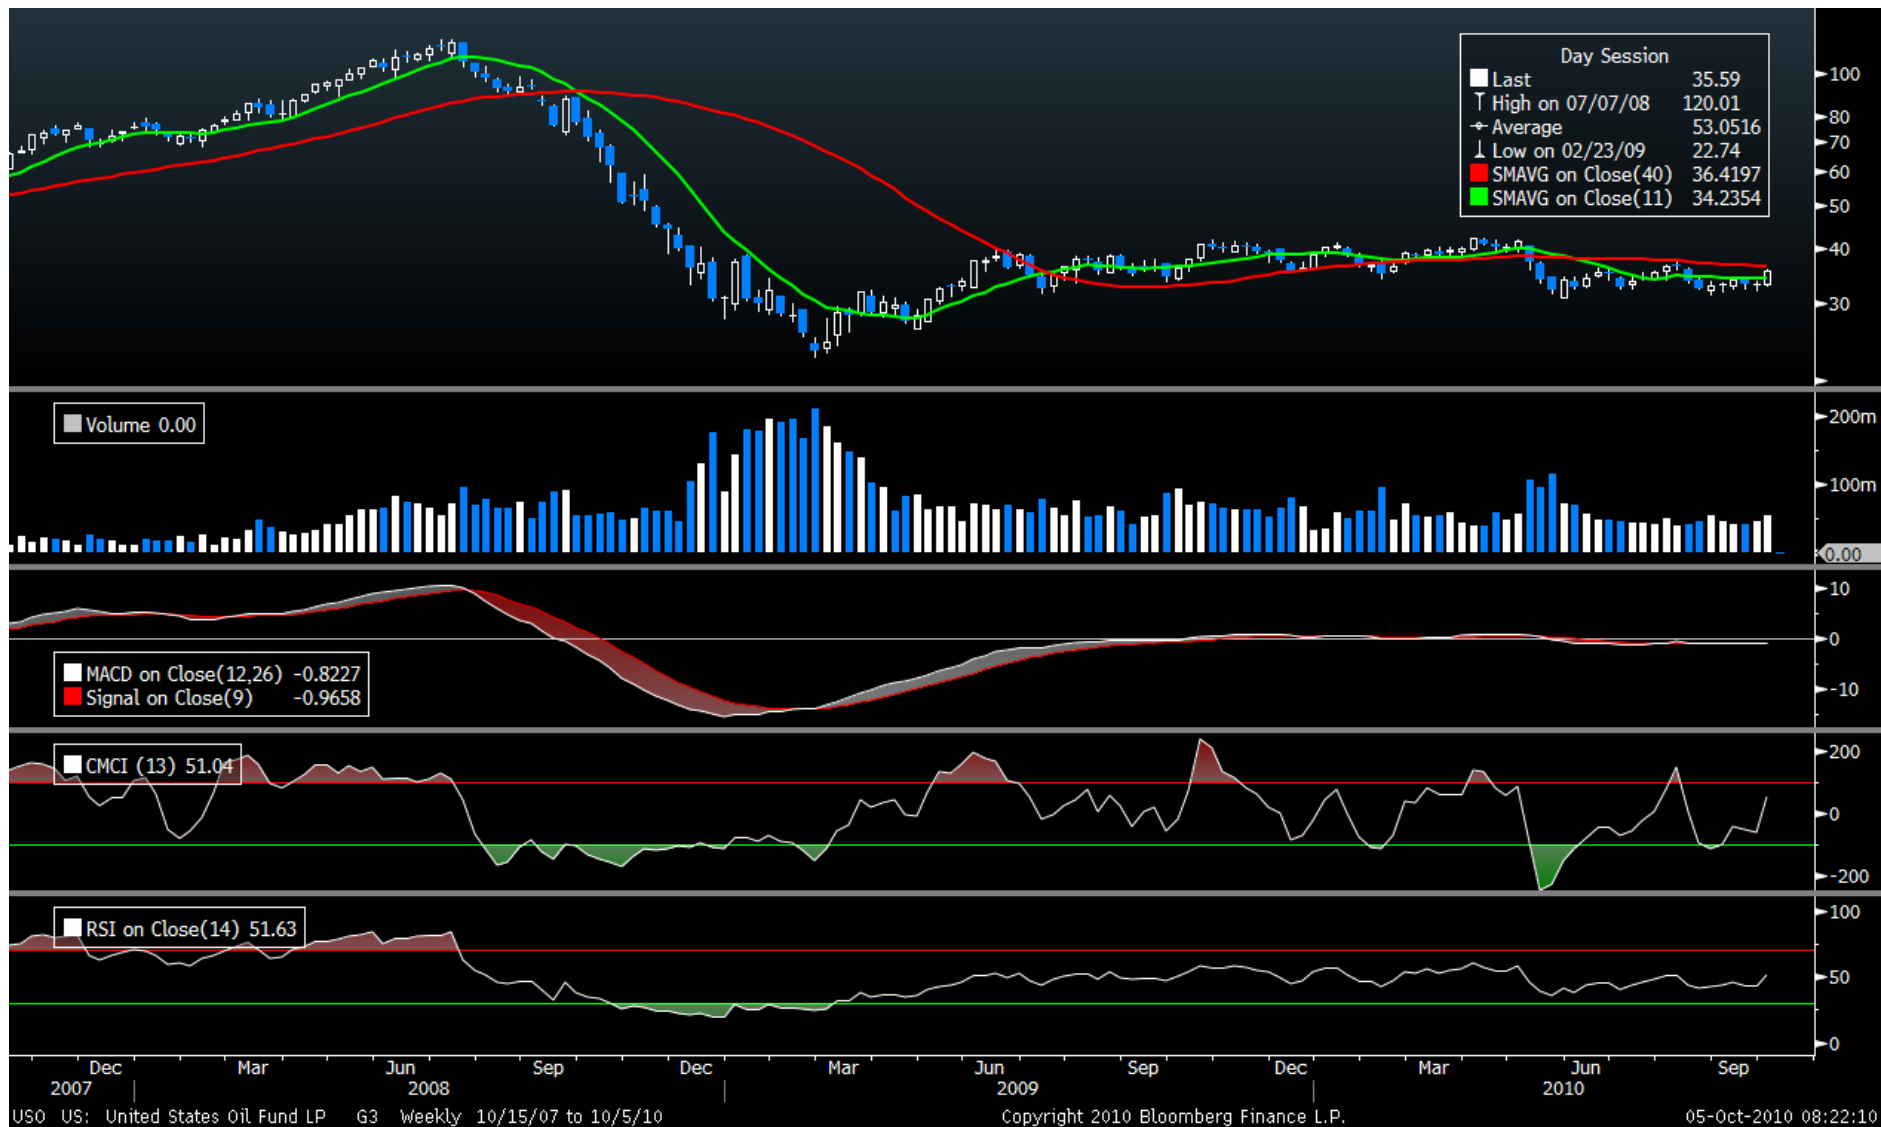 Day Session
Last 35.59
High on 07/07/08 120.01
Average 53.0516
Low on 02/23/09 22.74
SMAVG on Close(40) 36.4197
SMAVG on Close(11) 34.2354
100
80
70
60
50
40
30
Volume 0.00
200m
100m
0.00
MACD on Close(12,26) -0.8227
Signal on Close(9) -0.9658
10
0
-10
CMCI (13) 51.04
200
0
-200
RSI on Close(14) 51.63
100
50
0
Dec Mar Jun Sep Dec Mar Jun Sep Dec Mar Jun Sep
2007 2008 2009 2010
USO US: United States Oil Fund LP G3 Weekly 10/15/07 to 10/5/10 Copyright 2010 Bloomberg Finance L.P. 05-Oct-2010 08:22:10